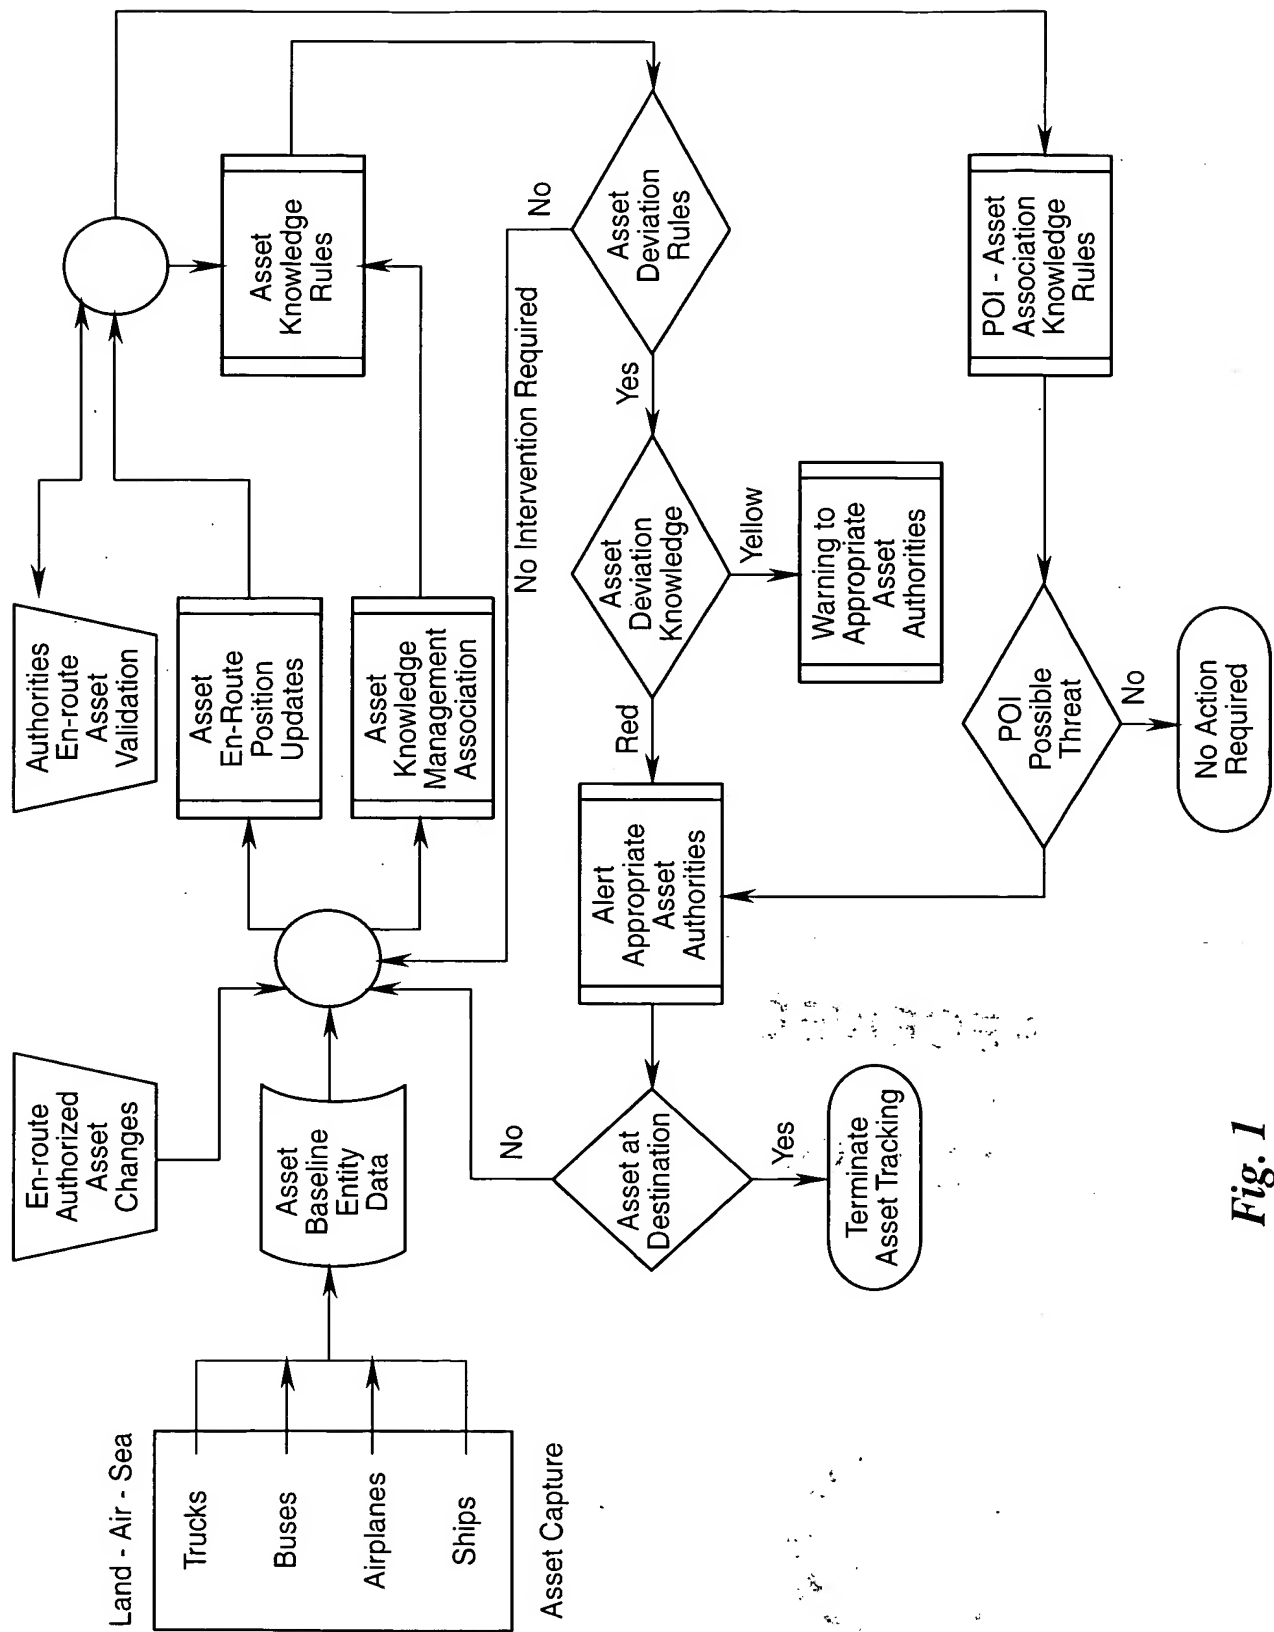 Land - Air - Sea
Trucks
Buses
Airplanes
Ships
Asset Capture
En-route
Authorized
Asset
Changes
Asset
Baseline
Entity
Data
Authorities
En-route
Asset
Validation
Asset
En-Route
Position
Updates
Asset
Knowledge
Management
Association
Asset
Knowledge
Rules
No Intervention Required
No
Asset
Deviation
Rules
Yes
Asset
Deviation
Knowledge
Yellow
Warning to
Appropriate
Asset
Authorities
Red
Alert
Appropriate
Asset
Authorities
No
Asset at
Destination
Yes
Terminate
Asset Tracking
POI - Asset
Association
Knowledge
Rules
POI
Possible
Threat
No
No Action
Required
Fig. 1